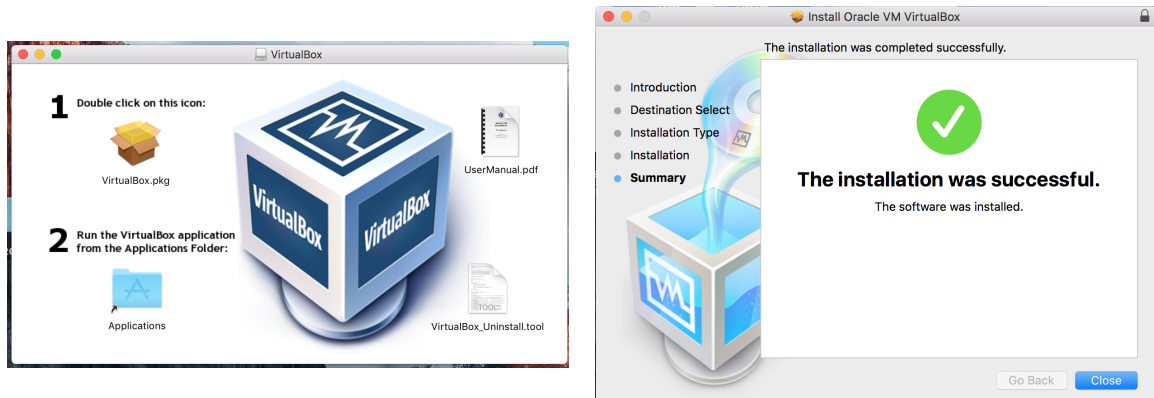 VirtualBox
1 Double click on this icon:
VirtualBox.pkg
UserManual.pdf
2 Run the VirtualBox application
from the Applications Folder:
Applications
VirtualBox_Uninstall.tool
TOOL
VirtualBox
VirtualBox
Install Oracle VM VirtualBox
The installation was completed successfully.
Introduction
Destination Select
Installation Type
Installation
Summary
The installation was successful.
The software was installed.
Go Back
Close